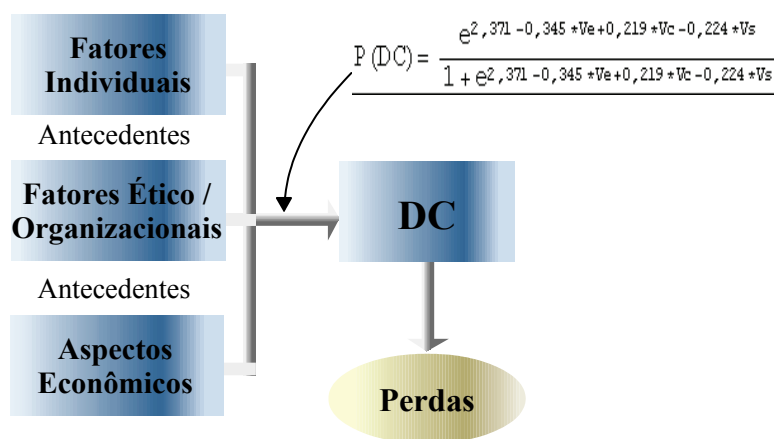 Fatores
Individuais
P(DC)= e^2,371 -0,345 *Ve+0,219 *Vc -0,224 *Vs
1 + e^2,371 -0,345 *Ve+0,219 *Vc -0,224 *Vs
Antecedentes
Fatores Ético /
Organizacionais
DC
Antecedentes
Aspectos
Econômicos
Perdas